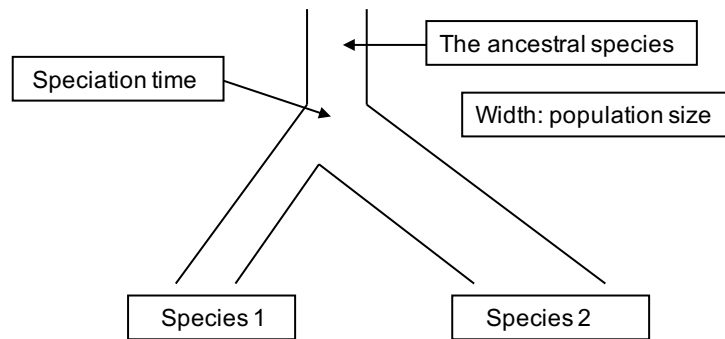 The ancestral species
Speciation time
Width: population size
Species 1
Species 2